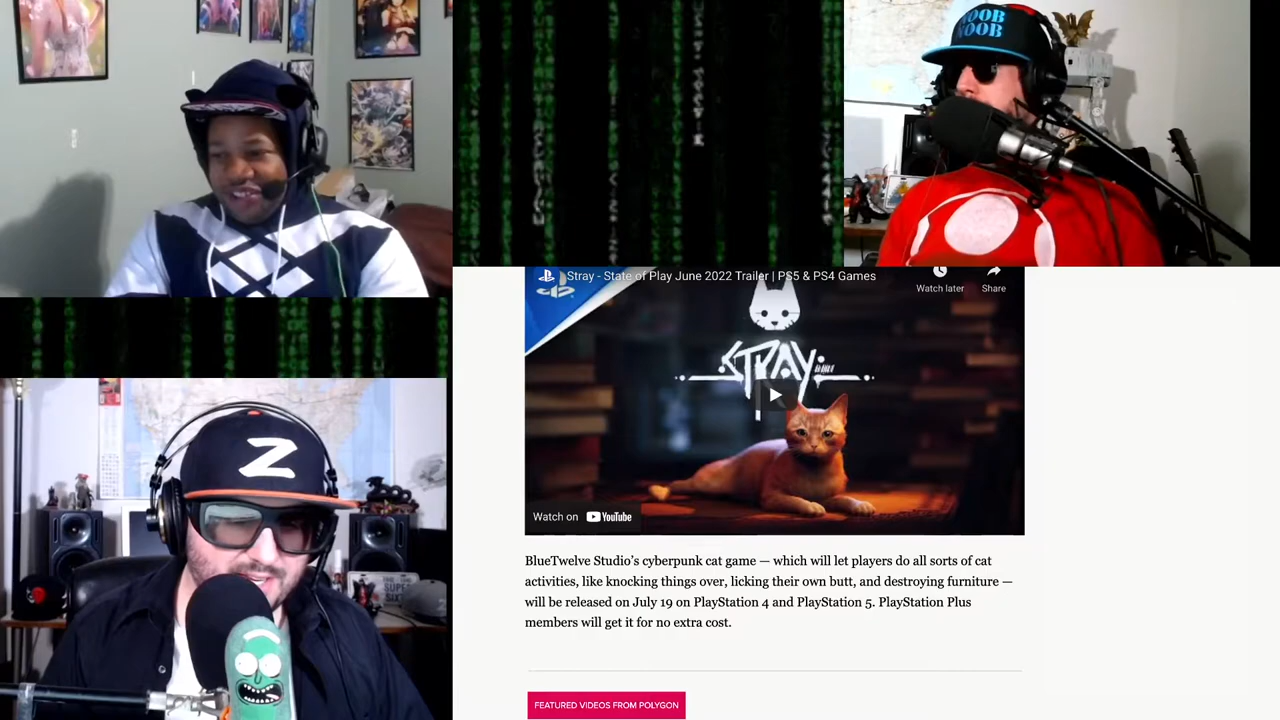 NOOB
NOOB
Stray - State of Play June 2022 Trailer | PS5 & PS4 Games
Watch later
Share
STRAY
Watch on YouTube
Z
BlueTwelve Studio’s cyberpunk cat game — which will let players do all sorts of cat
activities, like knocking things over, licking their own butt, and destroying furniture —
will be released on July 19 on PlayStation 4 and PlayStation 5. PlayStation Plus
members will get it for no extra cost.
FEATURED VIDEOS FROM POLYGON